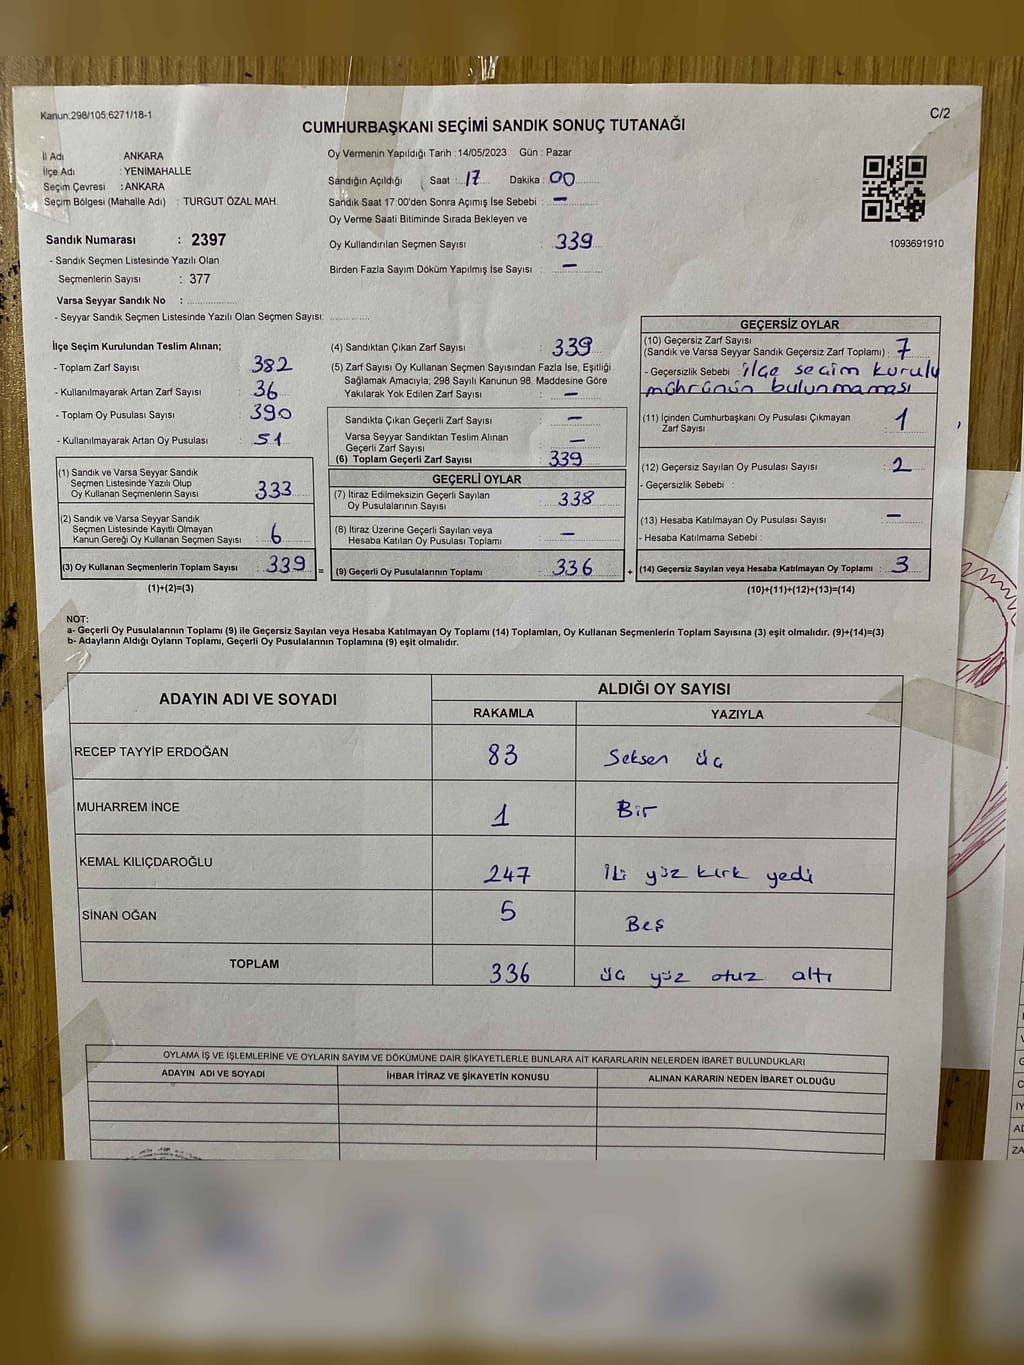 Kanun:298/105,6271/18-1
C/2
CUMHURBAŞKANI SEÇİMİ SANDIK SONUÇ TUTANAĞI
İl Adı ANKARA
İlçe Adı : YENİMAHALLE
Seçim Çevresi : ANKARA
Seçim Bölgesi (Mahalle Adı) : TURGUT ÖZAL MAH.
Sandık Numarası : 2397
- Sandık Seçmen Listesinde Yazılı Olan
Seçmenlerin Sayısı : 377
Varsa Seyyar Sandık No :
- Seyyar Sandık Seçmen Listesinde Yazılı Olan Seçmen Sayısı:
Oy Vermenin Yapıldığı Tarih : 14/05/2023 Gün : Pazar
Sandığın Açıldığı Saat : 17 Dakika : 00
Sandık Saat 17:00'den Sonra Açımış İse Sebebi : —
Oy Verme Saati Bitiminde Sırada Bekleyen ve
Oy Kullandırılan Seçmen Sayısı : 339
Birden Fazla Sayım Döküm Yapılmış İse Sayısı : —
1093691910
İlçe Seçim Kurulundan Teslim Alınan;
- Toplam Zarf Sayısı : 382
- Kullanılmayarak Artan Zarf Sayısı : 36
- Toplam Oy Pusulası Sayısı : 390
- Kullanılmayarak Artan Oy Pusulası : 51
(1) Sandık ve Varsa Seyyar Sandık
Seçmen Listesinde Yazılı Olup
Oy Kullanan Seçmenlerin Sayısı : 333
(2) Sandık ve Varsa Seyyar Sandık
Seçmen Listesinde Kayıtlı Olmayan
Kanun Gereği Oy Kullanan Seçmen Sayısı : 6
(3) Oy Kullanan Seçmenlerin Toplam Sayısı : 339 =
(1)+(2)=(3)
(4) Sandıktan Çıkan Zarf Sayısı : 339
(5) Zarf Sayısı Oy Kullanan Seçmen Sayısından Fazla İse, Eşitliği
Sağlamak Amacıyla; 298 Sayılı Kanunun 98. Maddesine Göre
Yakılarak Yok Edilen Zarf Sayısı : —
Sandıkta Çıkan Geçerli Zarf Sayısı : —
Varsa Seyyar Sandıktan Teslim Alınan
Geçerli Zarf Sayısı : —
(6) Toplam Geçerli Zarf Sayısı : 339
GEÇERLİ OYLAR
(7) İtiraz Edilmeksizin Geçerli Sayılan
Oy Pusulalarının Sayısı : 338
(8) İtiraz Üzerine Geçerli Sayılan veya
Hesaba Katılan Oy Pusulası Toplamı : —
(9) Geçerli Oy Pusulalarının Toplamı : 336 +
GEÇERSİZ OYLAR
(10) Geçersiz Zarf Sayısı
(Sandık ve Varsa Seyyar Sandık Geçersiz Zarf Toplamı) : 7
- Geçersizlik Sebebi : ilçe seçim kurulu
mührünün bulunmaması
(11) İçinden Cumhurbaşkanı Oy Pusulası Çıkmayan
Zarf Sayısı : 1
(12) Geçersiz Sayılan Oy Pusulası Sayısı : 2
- Geçersizlik Sebebi :
(13) Hesaba Katılmayan Oy Pusulası Sayısı : —
- Hesaba Katılmama Sebebi :
(14) Geçersiz Sayılan veya Hesaba Katılmayan Oy Toplamı : 3
(10)+(11)+(12)+(13)=(14)
NOT:
a- Geçerli Oy Pusulalarının Toplamı (9) ile Geçersiz Sayılan veya Hesaba Katılmayan Oy Toplamı (14) Toplamları, Oy Kullanan Seçmenlerin Toplam Sayısına (3) eşit olmalıdır. (9)+(14)=(3)
b- Adayların Aldığı Oyların Toplamı, Geçerli Oy Pusulalarının Toplamına (9) eşit olmalıdır.
ADAYIN ADI VE SOYADI ALDIĞI OY SAYISI
RAKAMLA YAZIYLA
RECEP TAYYİP ERDOĞAN 83 Seksen üç
MUHARREM İNCE 1 Bir
KEMAL KILIÇDAROĞLU 247 İki yüz kırk yedi
SİNAN OĞAN 5 Beş
TOPLAM 336 üç yüz otuz altı
OYLAMA İŞ VE İŞLEMLERİNE VE OYLARIN SAYIM VE DÖKÜMÜNE DAİR ŞİKAYETLERLE BUNLARA AİT KARARLARIN NELERDEN İBARET BULUNDUKLARI
ADAYIN ADI VE SOYADI İHBAR İTİRAZ VE ŞİKAYETİN KONUSU ALINAN KARARIN NEDEN İBARET OLDUĞU